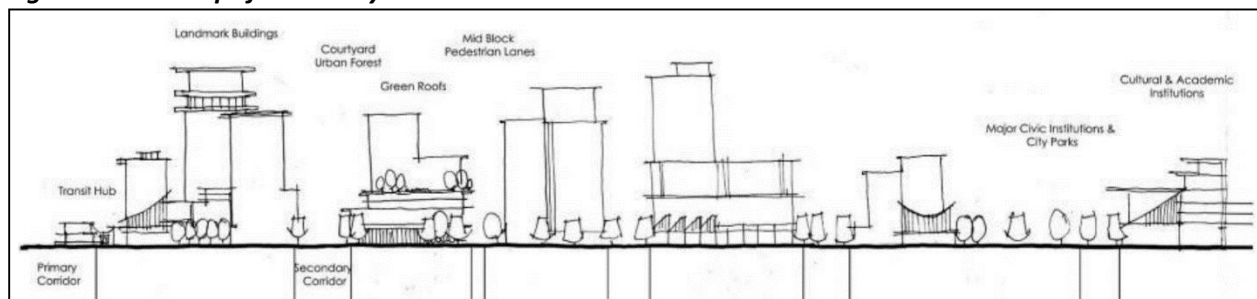 Landmark Buildings
Courtyard
Urban Forest
Mid Block
Pedestrian Lanes
Green Roofs
Cultural & Academic
Institutions
Major Civic Institutions &
City Parks
Transit Hub
Primary
Corridor
Secondary
Corridor